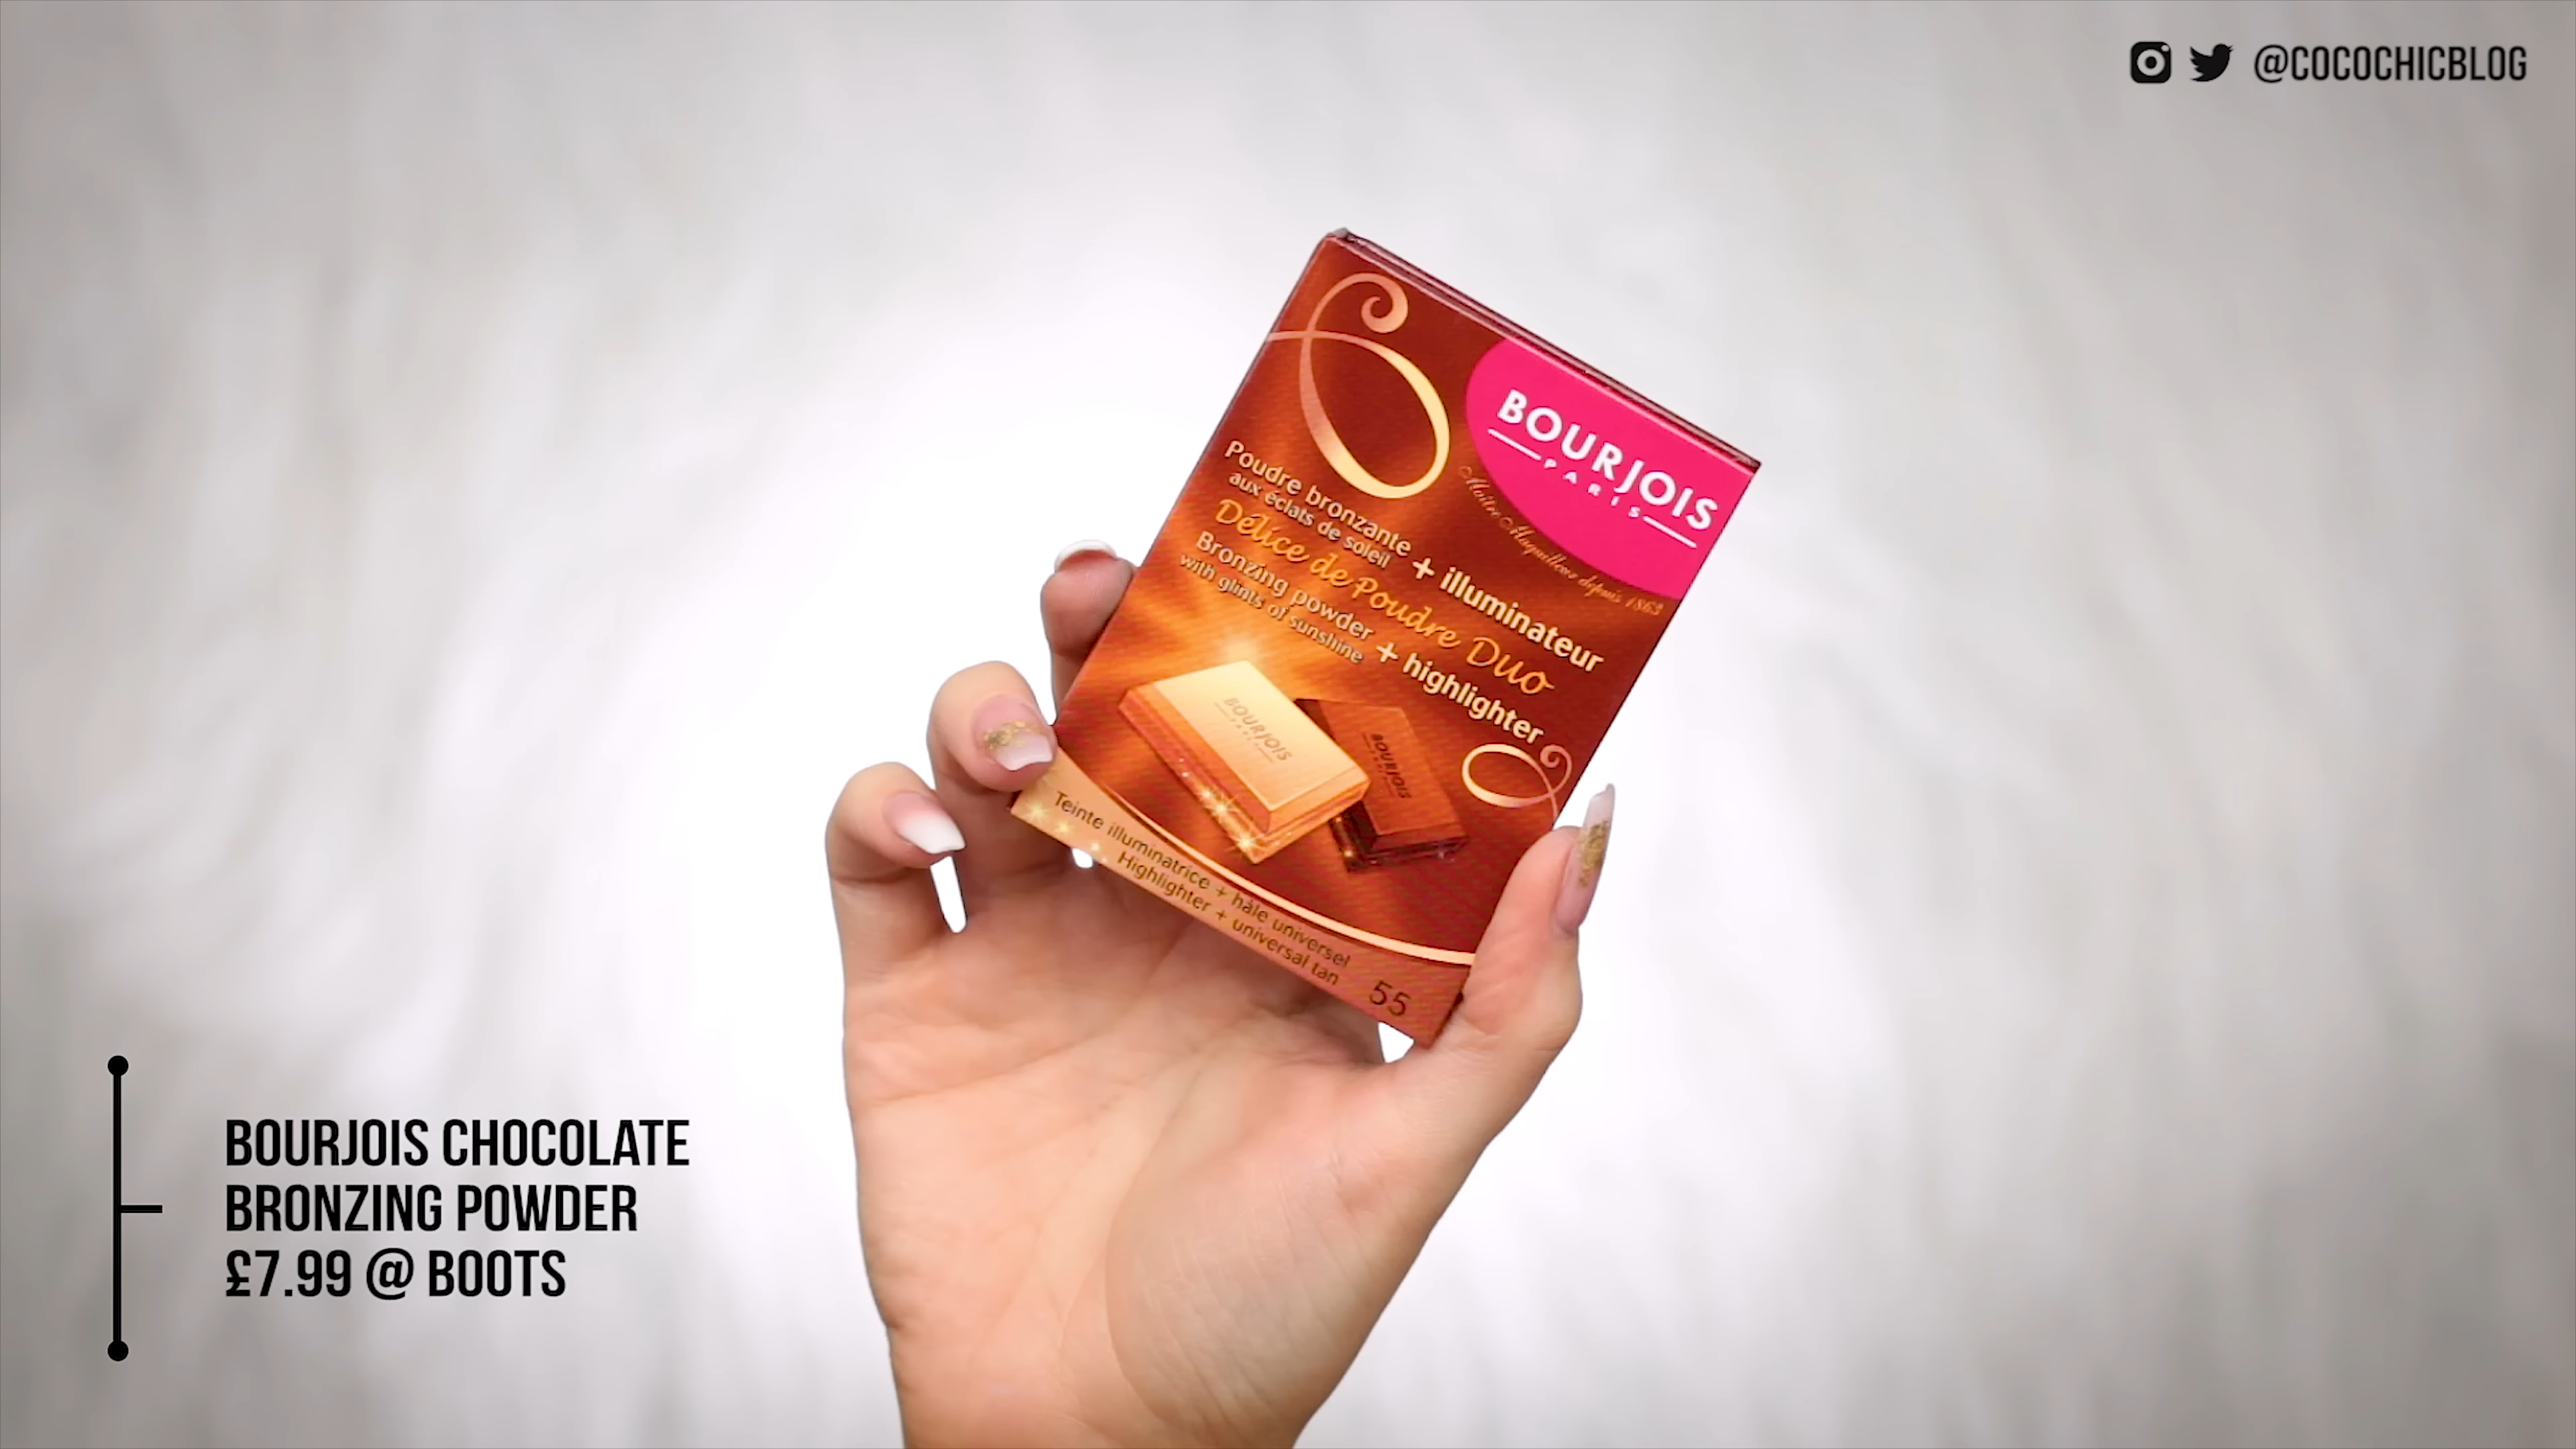 @COCOCHICBLOG
BOURJOIS
PARIS
Maître Maquilleur depuis 1863
Poudre bronzante
aux éclats de soleil
+ illuminateur
Délice de Poudre Duo
Bronzing powder
with glints of sunshine
+ highlighter
BOURJOIS
PARIS
BOURJOIS
PARIS
Teinte illuminatrice + hâle universel
Highlighter + universal tan
55
BOURJOIS CHOCOLATE
BRONZING POWDER
£7.99 @ BOOTS